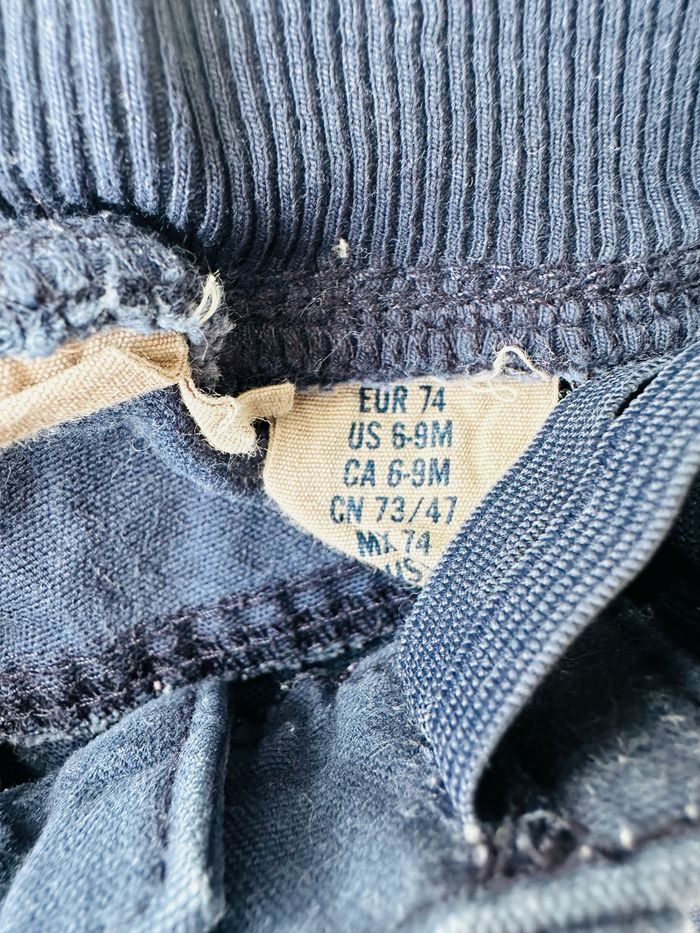 EUR 74
US 6-9M
CA 6-9M
CN 73/47
MX 74